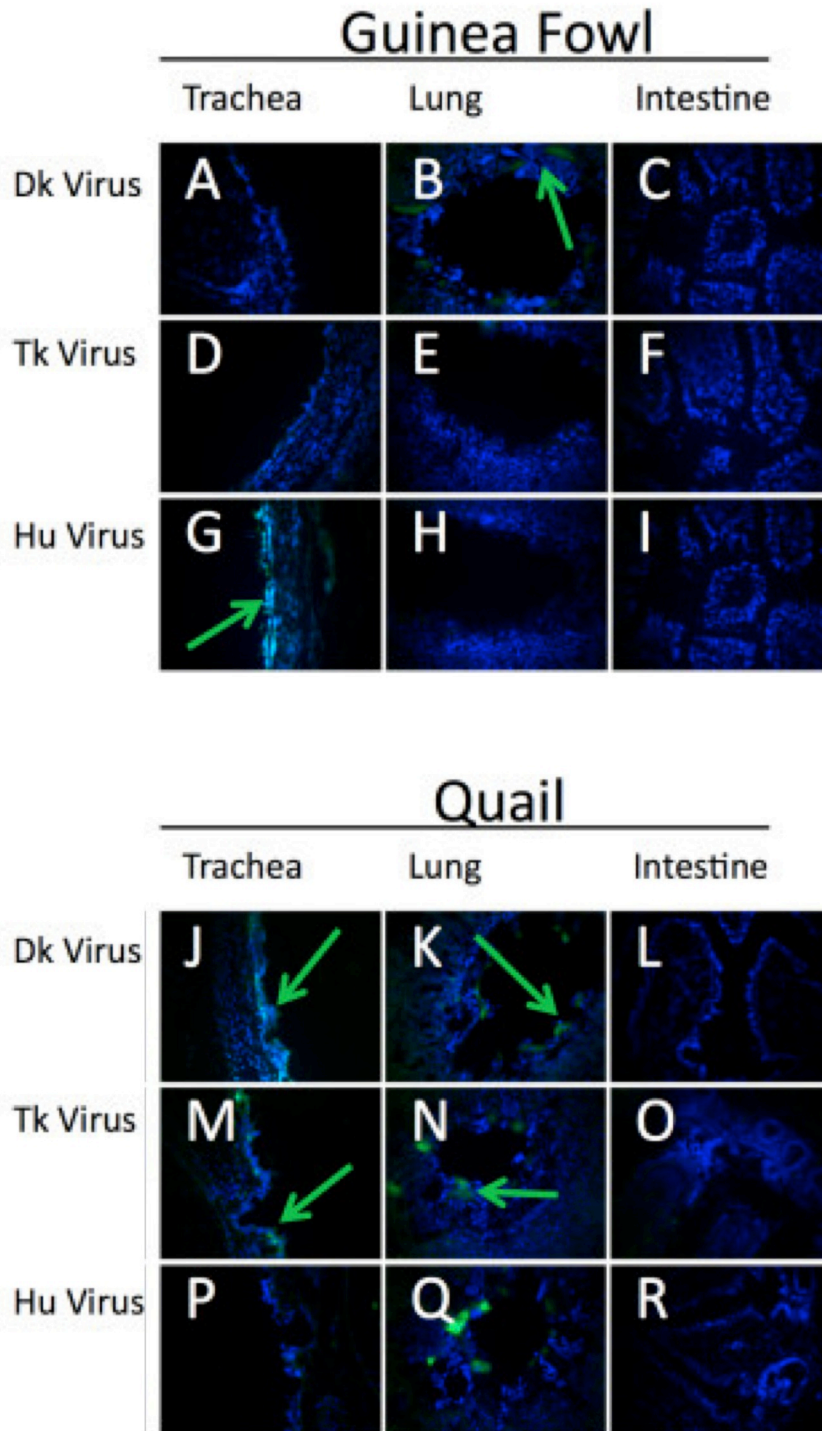 Guinea Fowl
Trachea Lung Intestine
Dk Virus A B C
Tk Virus D E F
Hu Virus G H I
Quail
Trachea Lung Intestine
Dk Virus J K L
Tk Virus M N O
Hu Virus P Q R